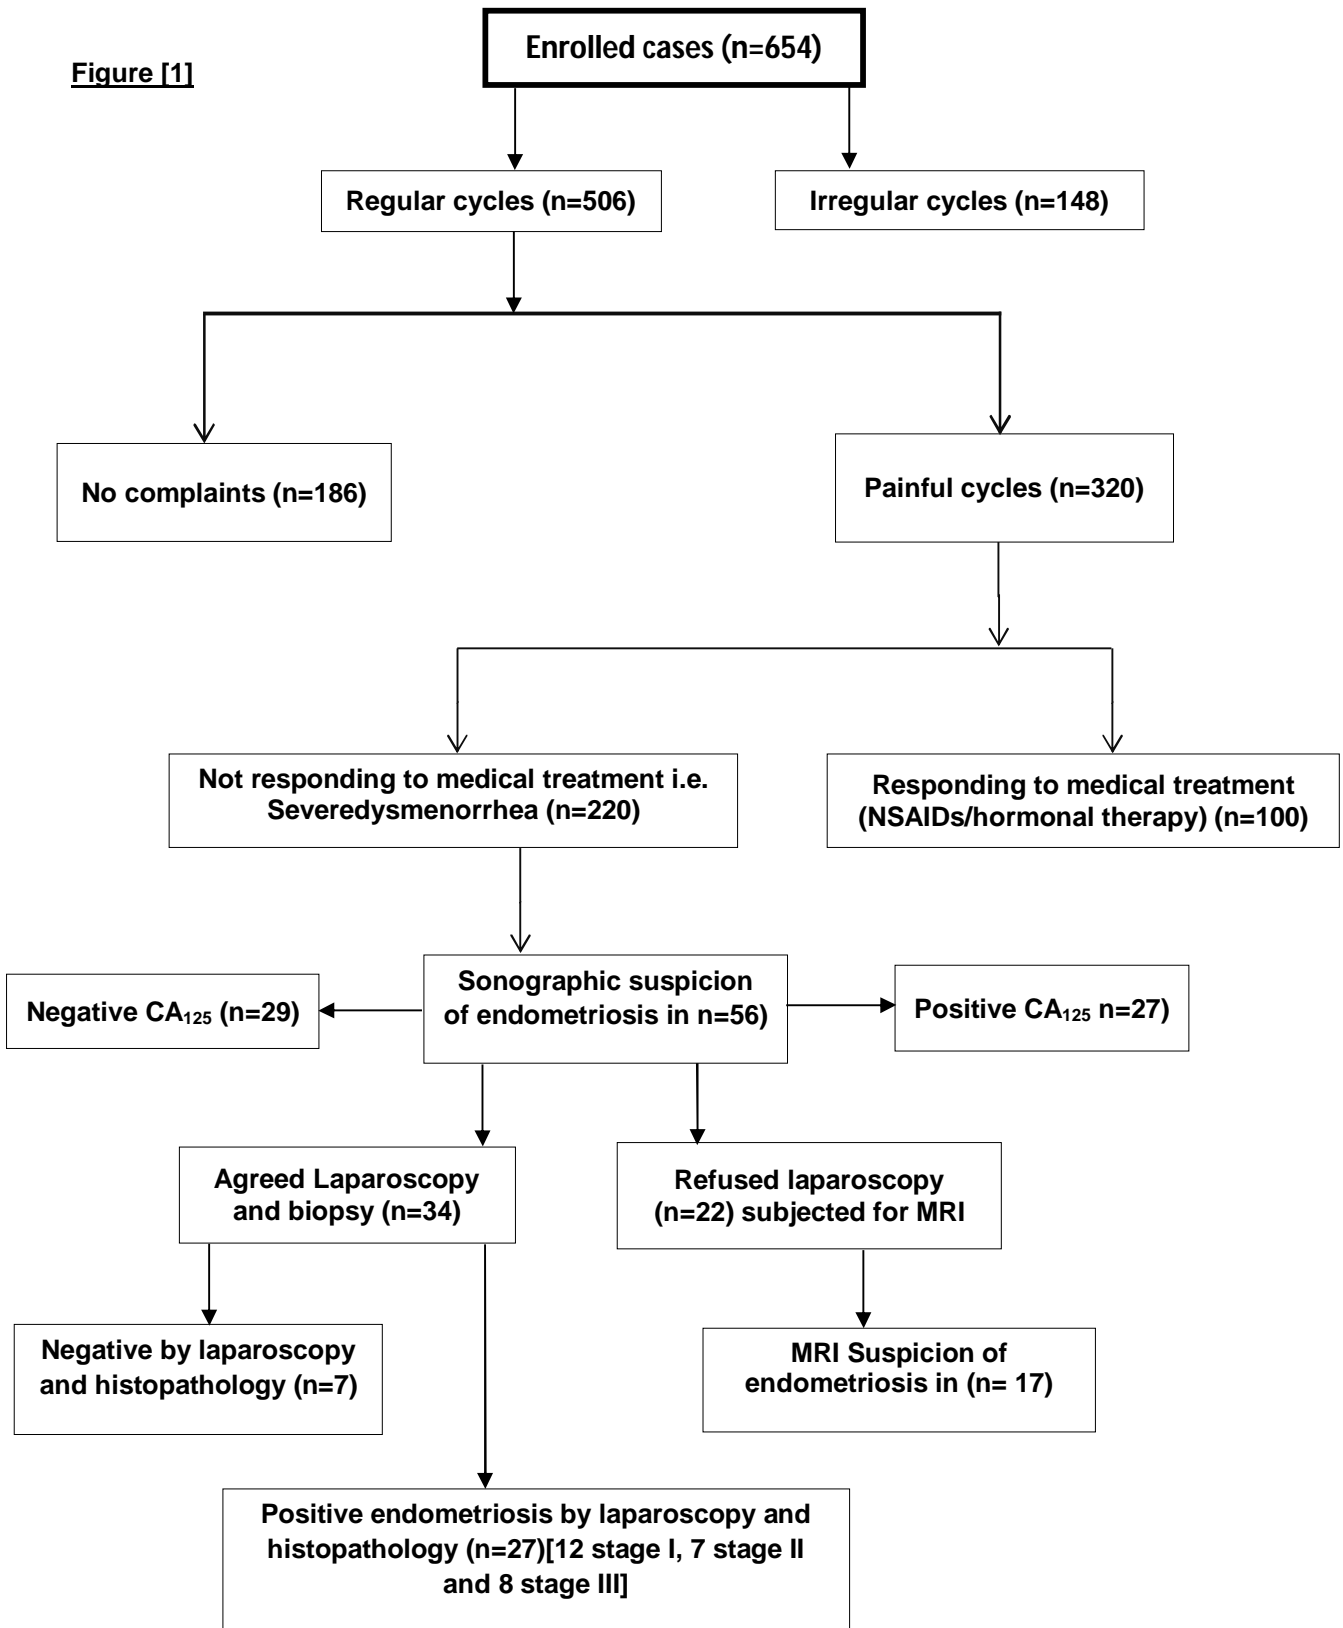 Enrolled cases (n=654)
Figure [1]
Regular cycles (n=506)
Irregular cycles (n=148)
No complaints (n=186)
Painful cycles (n=320)
Not responding to medical treatment i.e.
Severedysmenorrhea (n=220)
Responding to medical treatment
(NSAIDs/hormonal therapy) (n=100)
Negative CA₁₂₅ (n=29)
Sonographic suspicion
of endometriosis in n=56)
Positive CA₁₂₅ n=27)
Agreed Laparoscopy
and biopsy (n=34)
Refused laparoscopy
(n=22) subjected for MRI
Negative by laparoscopy
and histopathology (n=7)
MRI Suspicion of
endometriosis in (n= 17)
Positive endometriosis by laparoscopy and
histopathology (n=27)[12 stage I, 7 stage II
and 8 stage III]